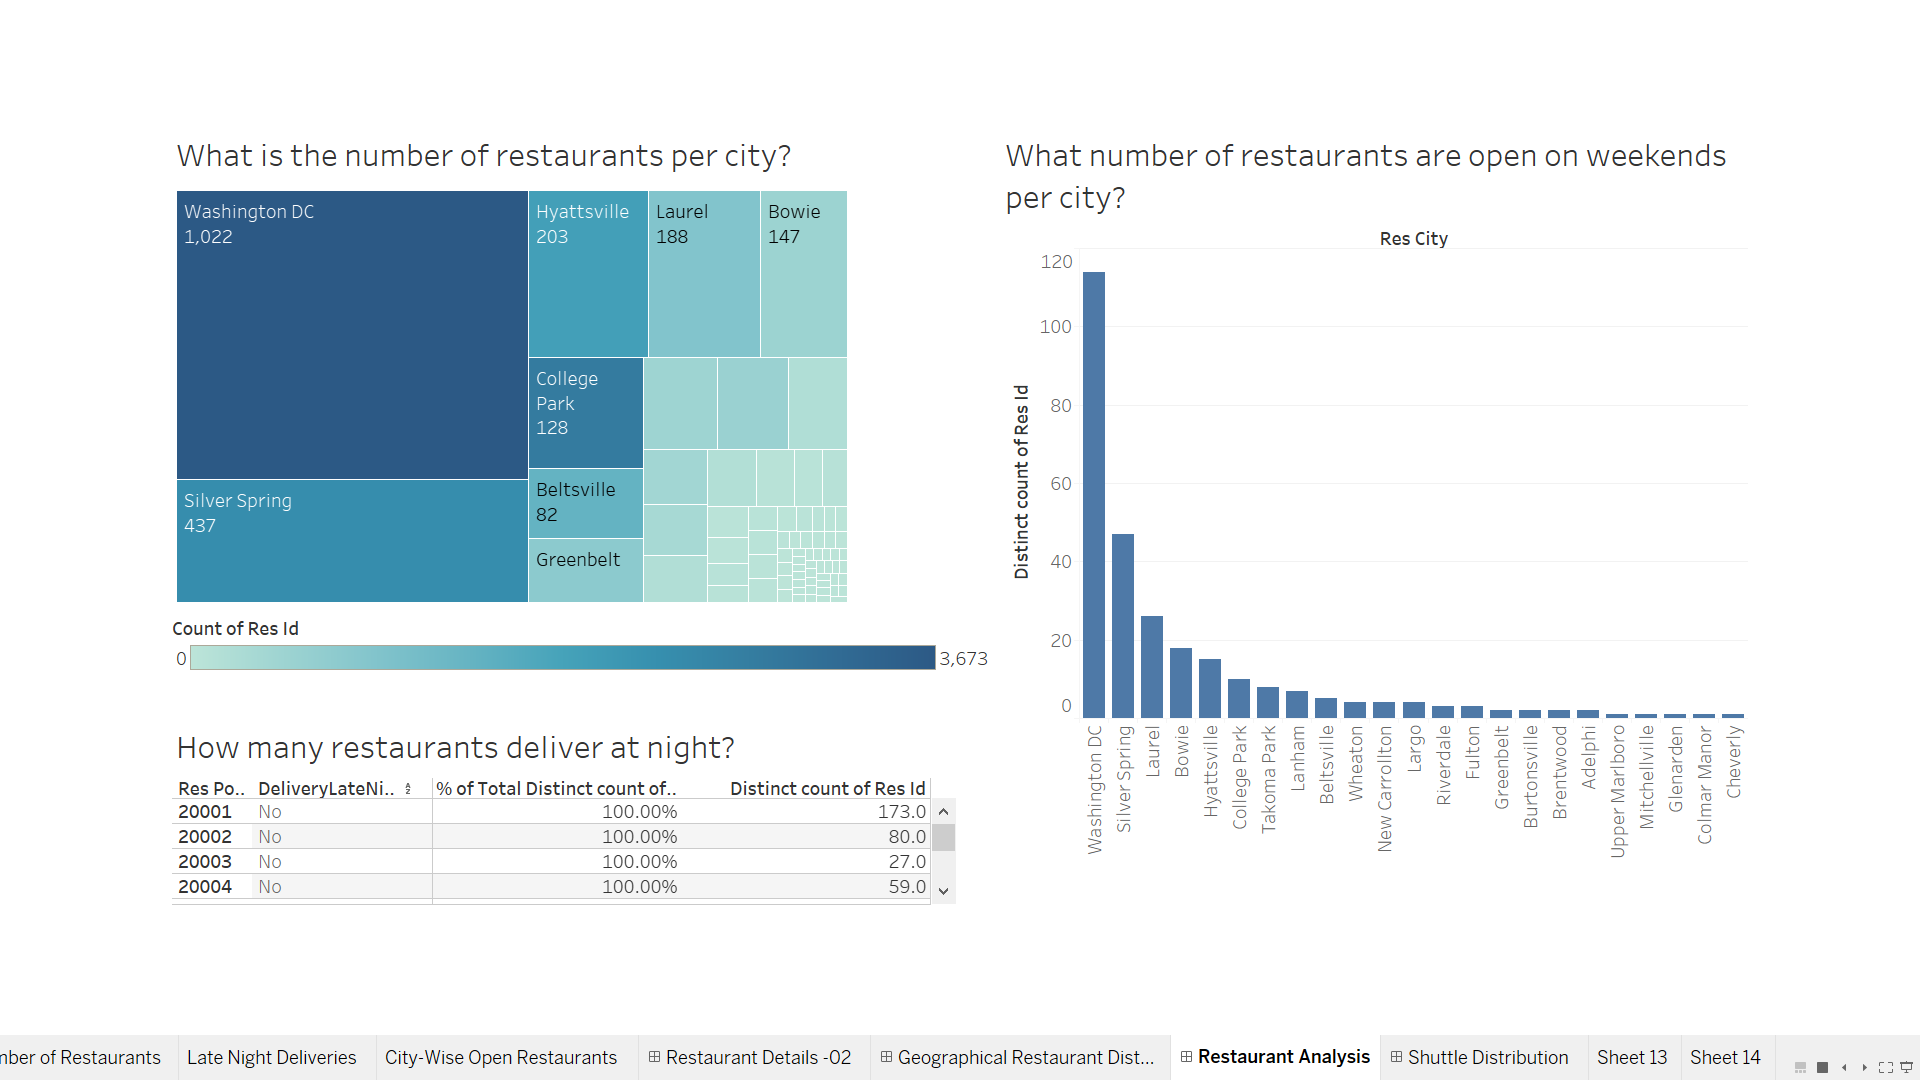 What is the number of restaurants per city?
Washington DC
1,022
Silver Spring
437
Hyattsville
203
Laurel
188
Bowie
147
College
Park
128
Beltsville
82
Greenbelt
Count of Res Id
0
3,673
How many restaurants deliver at night?
Res Po.. DeliveryLateNi.. % of Total Distinct count of.. Distinct count of Res Id
20001 No 100.00% 173.0
20002 No 100.00% 80.0
20003 No 100.00% 27.0
20004 No 100.00% 59.0
What number of restaurants are open on weekends
per city?
Res City
Distinct count of Res Id
120
100
80
60
40
20
0
Washington DC
Silver Spring
Laurel
Bowie
Hyattsville
College Park
Takoma Park
Lanham
Beltsville
Wheaton
New Carrollton
Largo
Riverdale
Fulton
Greenbelt
Burtonsville
Brentwood
Adelphi
Upper Marlboro
Mitchellville
Glenarden
Colmar Manor
Cheverly
nber of Restaurants Late Night Deliveries City-Wise Open Restaurants Restaurant Details -02 Geographical Restaurant Dist... Restaurant Analysis Shuttle Distribution Sheet 13 Sheet 14